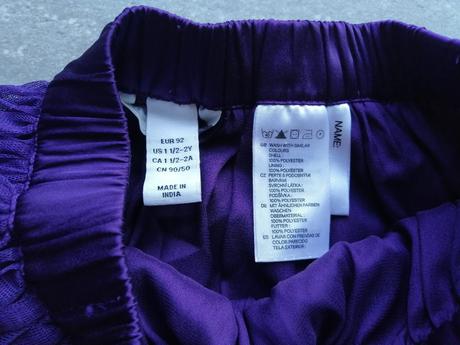 EUR 92
US 1 1/2-2Y
CA 1 1/2-2A
CN 90/50
MADE IN
INDIA
NAME:
GB WASH WITH SIMILAR
COLOURS
SHELL :
100% POLYESTER
LINING :
100% POLYESTER
CZ PERTE S PODOBNÝMI
BARVAMI
SVRCHNÍ LÁTKA :
100% POLYESTER
PODŠÍVKA :
100% POLYESTER
DE MIT ÄHNLICHEN FARBEN
WASCHEN
OBERMATERIAL :
100% POLYESTER
FUTTER :
100% POLYESTER
ES LAVAR CON PRENDAS DE
COLOR PARECIDO
TELA EXTERIOR :